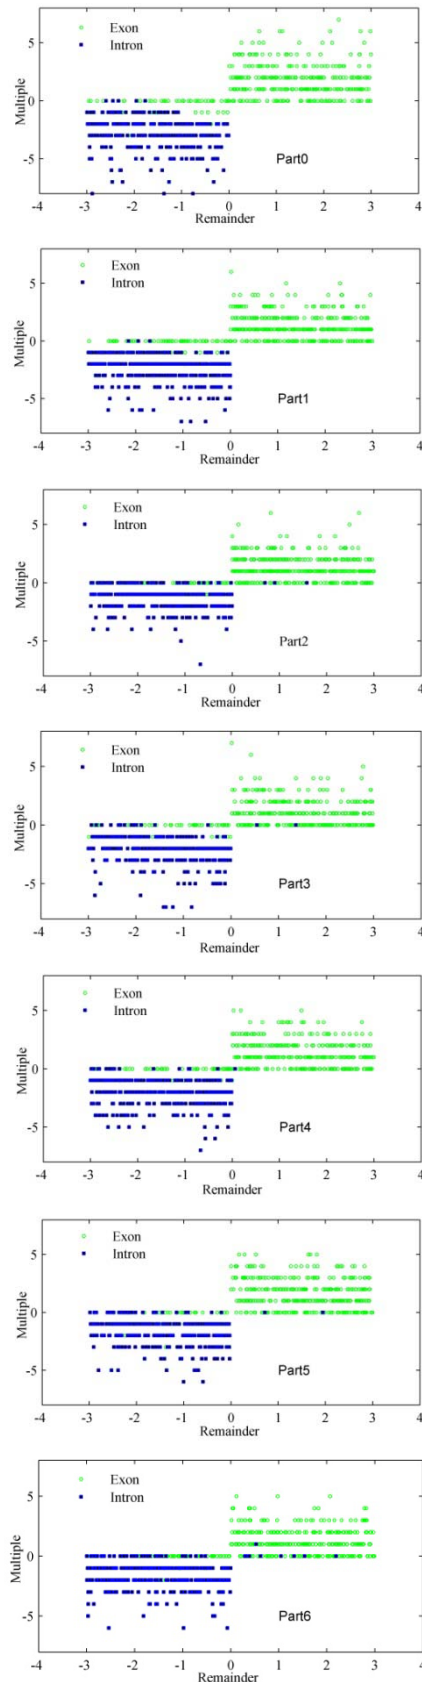 Exon
Intron
Multiple
5
0
-5
Part0
-4 -3 -2 -1 0 1 2 3 4
Remainder
Exon
Intron
Multiple
5
0
-5
Part1
-4 -3 -2 -1 0 1 2 3 4
Remainder
Exon
Intron
Multiple
5
0
-5
Part2
-4 -3 -2 -1 0 1 2 3 4
Remainder
Exon
Intron
Multiple
5
0
-5
Part3
-4 -3 -2 -1 0 1 2 3 4
Remainder
Exon
Intron
Multiple
5
0
-5
Part4
-4 -3 -2 -1 0 1 2 3 4
Remainder
Exon
Intron
Multiple
5
0
-5
Part5
-4 -3 -2 -1 0 1 2 3 4
Remainder
Exon
Intron
Multiple
5
0
-5
Part6
-4 -3 -2 -1 0 1 2 3 4
Remainder